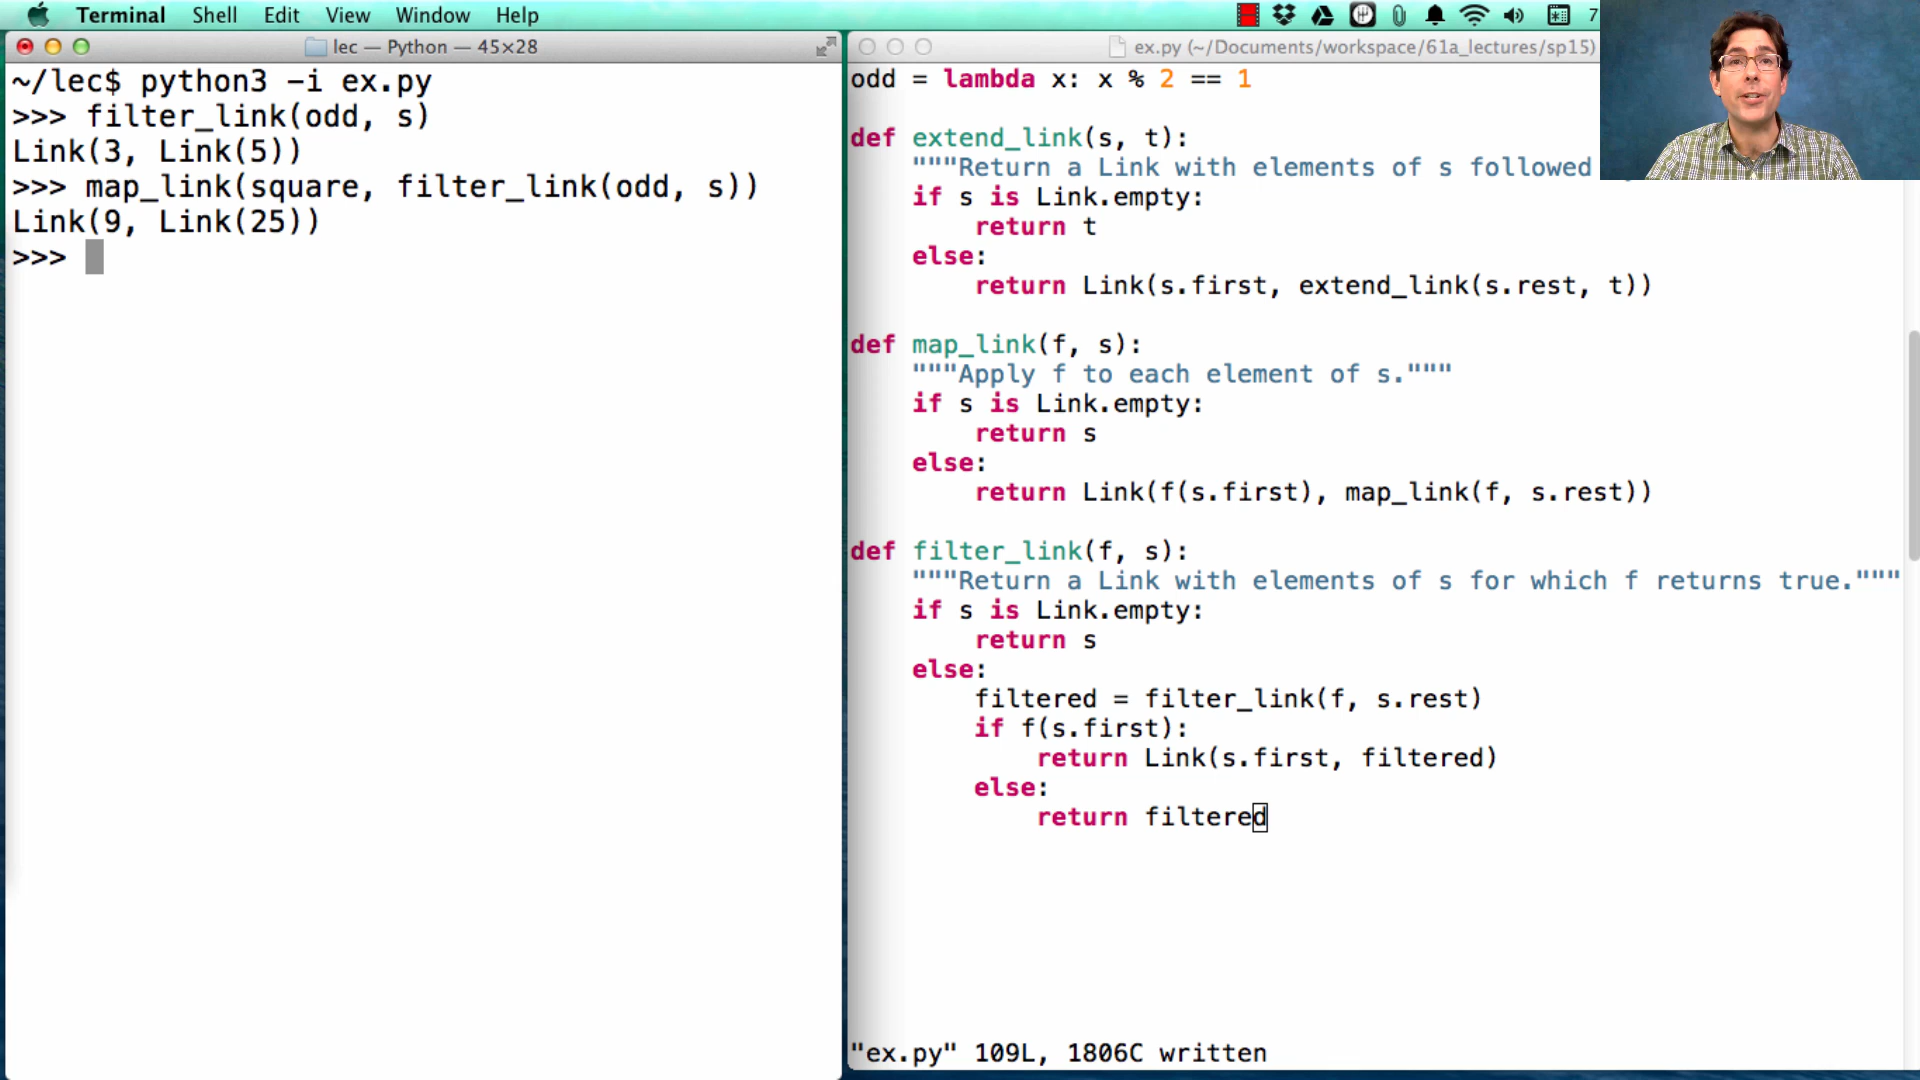 Terminal Shell Edit View Window Help 7
lec — Python — 45×28
~/lec$ python3 -i ex.py
>>> filter_link(odd, s)
Link(3, Link(5))
>>> map_link(square, filter_link(odd, s))
Link(9, Link(25))
>>>
ex.py (~/Documents/workspace/61a_lectures/sp15)
odd = lambda x: x % 2 == 1
def extend_link(s, t):
    """Return a Link with elements of s followed
    if s is Link.empty:
        return t
    else:
        return Link(s.first, extend_link(s.rest, t))
def map_link(f, s):
    """Apply f to each element of s."""
    if s is Link.empty:
        return s
    else:
        return Link(f(s.first), map_link(f, s.rest))
def filter_link(f, s):
    """Return a Link with elements of s for which f returns true."""
    if s is Link.empty:
        return s
    else:
        filtered = filter_link(f, s.rest)
        if f(s.first):
            return Link(s.first, filtered)
        else:
            return filtered
"ex.py" 109L, 1806C written